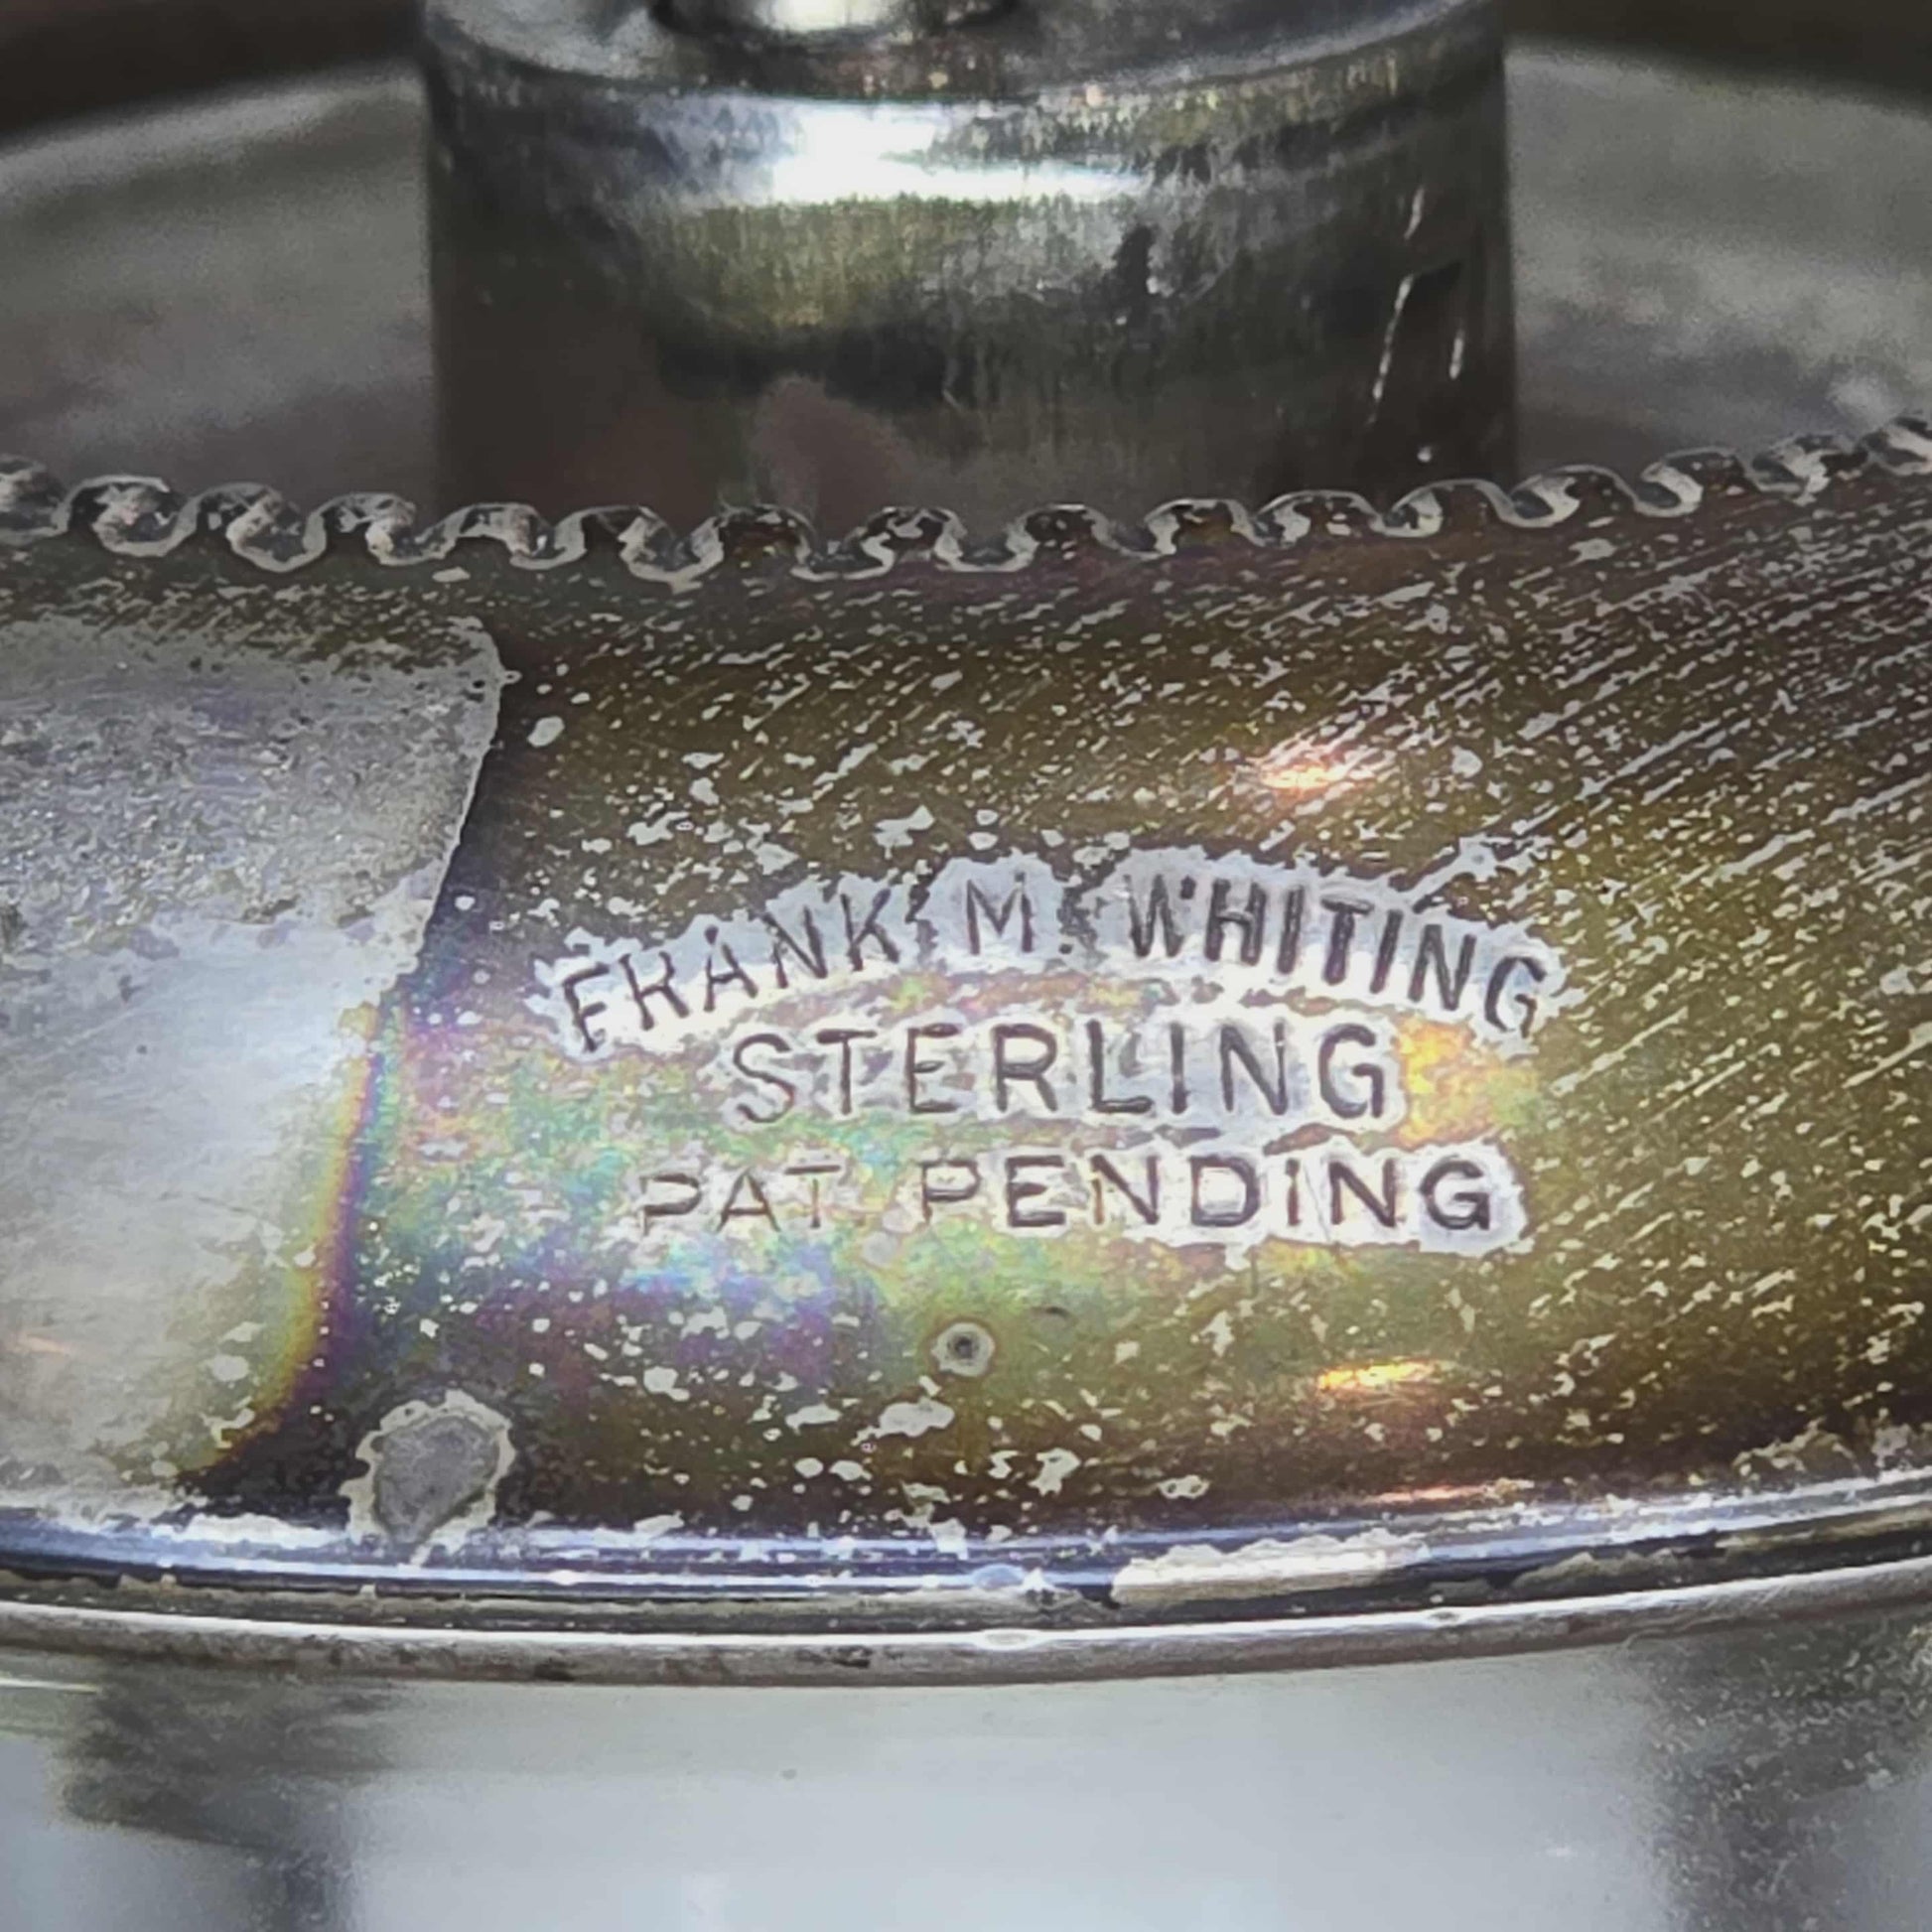 FRANK M. WHITING
STERLING
PAT PENDING